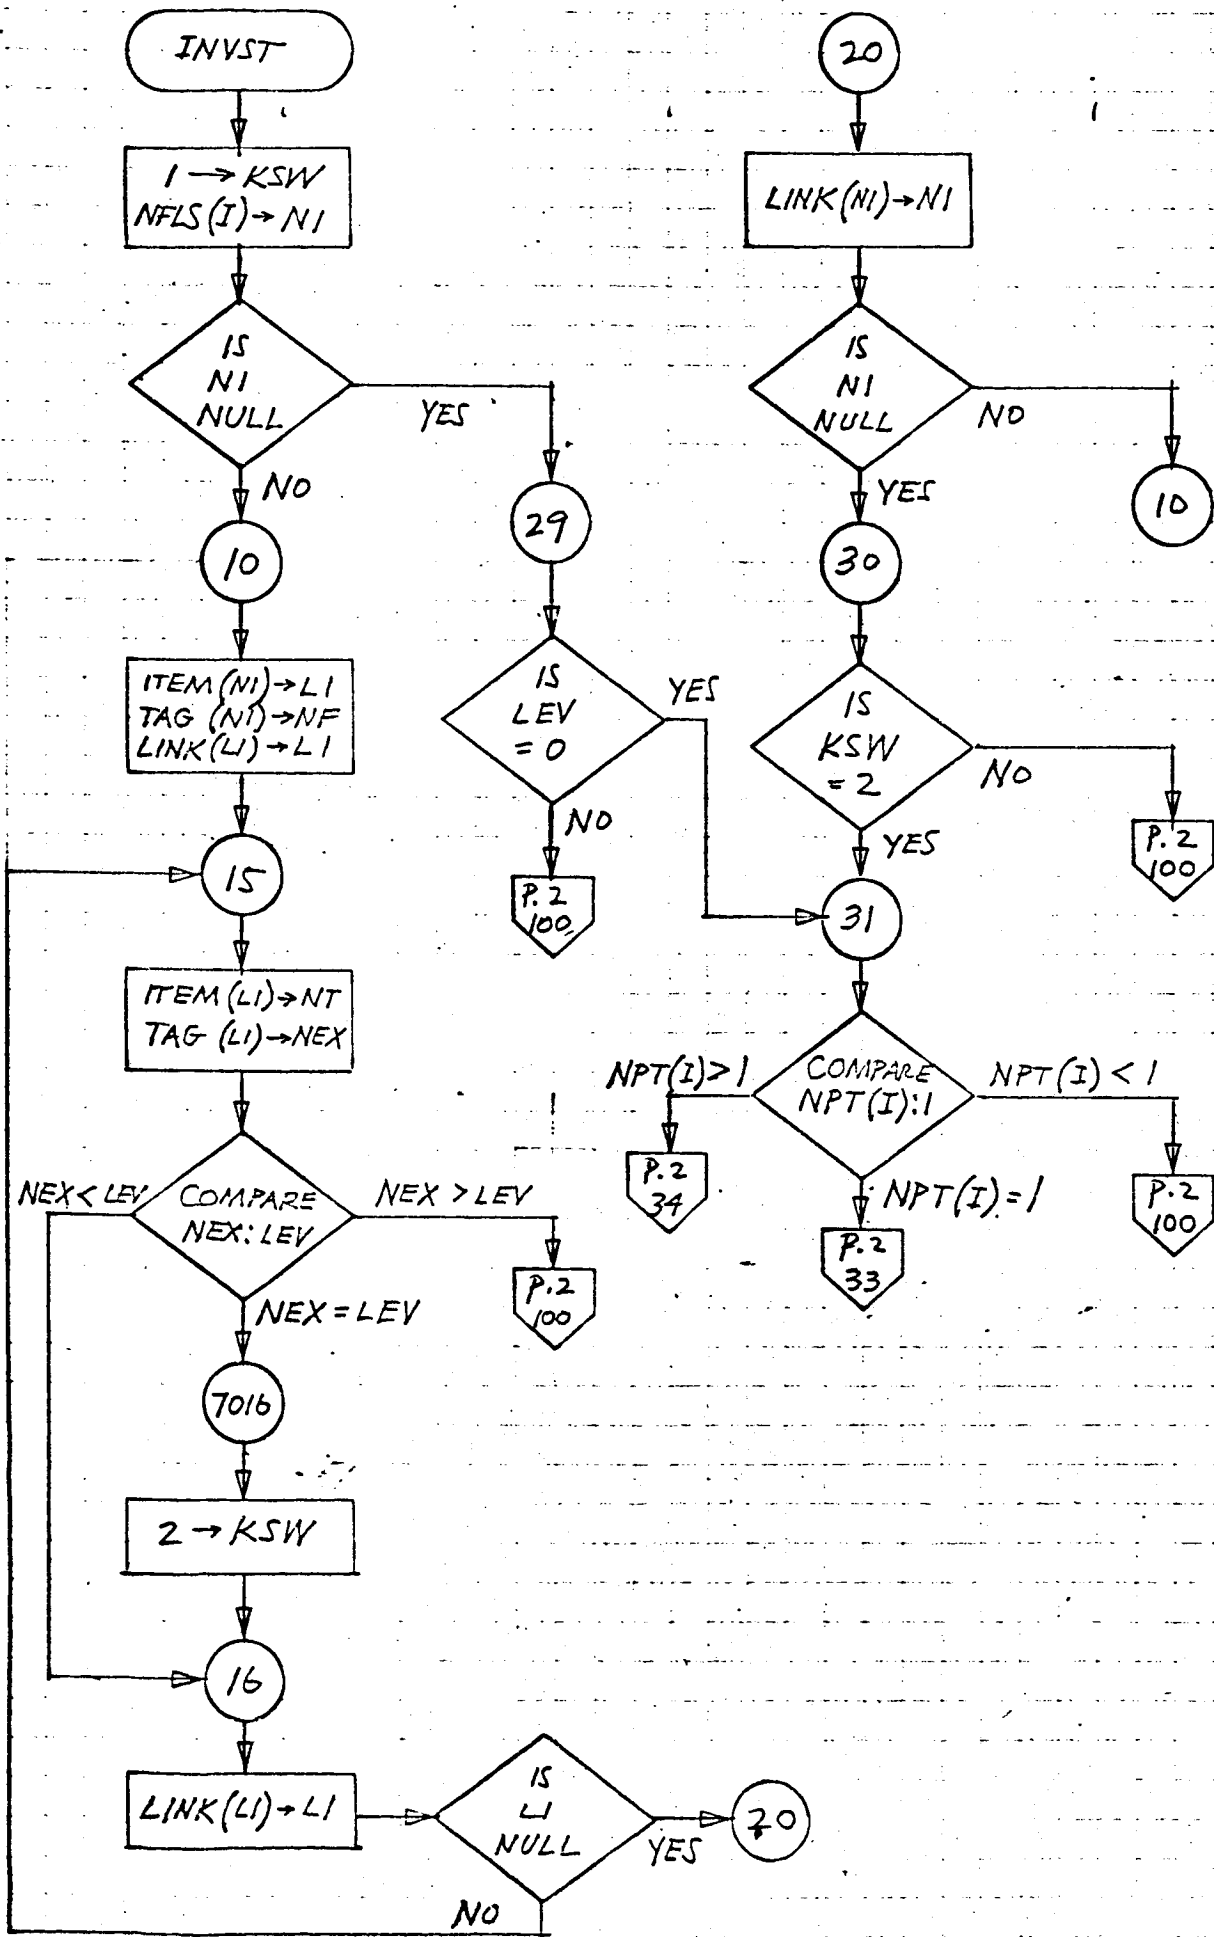 INVST
1 → KSW
NFLS(I) → N1
IS
N1
NULL
YES
NO
10
ITEM(N1)→L1
TAG (N1)→NF
LINK(L1)→L1
15
ITEM(L1)→NT
TAG (L1)→NEX
NEX < LEV
COMPARE
NEX:LEV
NEX > LEV
P.2
100
NEX = LEV
7016
2 → KSW
16
LINK(L1)→L1
IS
L1
NULL
YES
20
NO
29
IS
LEV
= 0
YES
NO
P.2
100
20
LINK(N1)→N1
IS
N1
NULL
NO
10
YES
30
IS
KSW
= 2
NO
P.2
100
YES
31
NPT(I)>1
COMPARE
NPT(I):1
NPT(I) < 1
P.2
34
NPT(I)=1
P.2
33
P.2
100